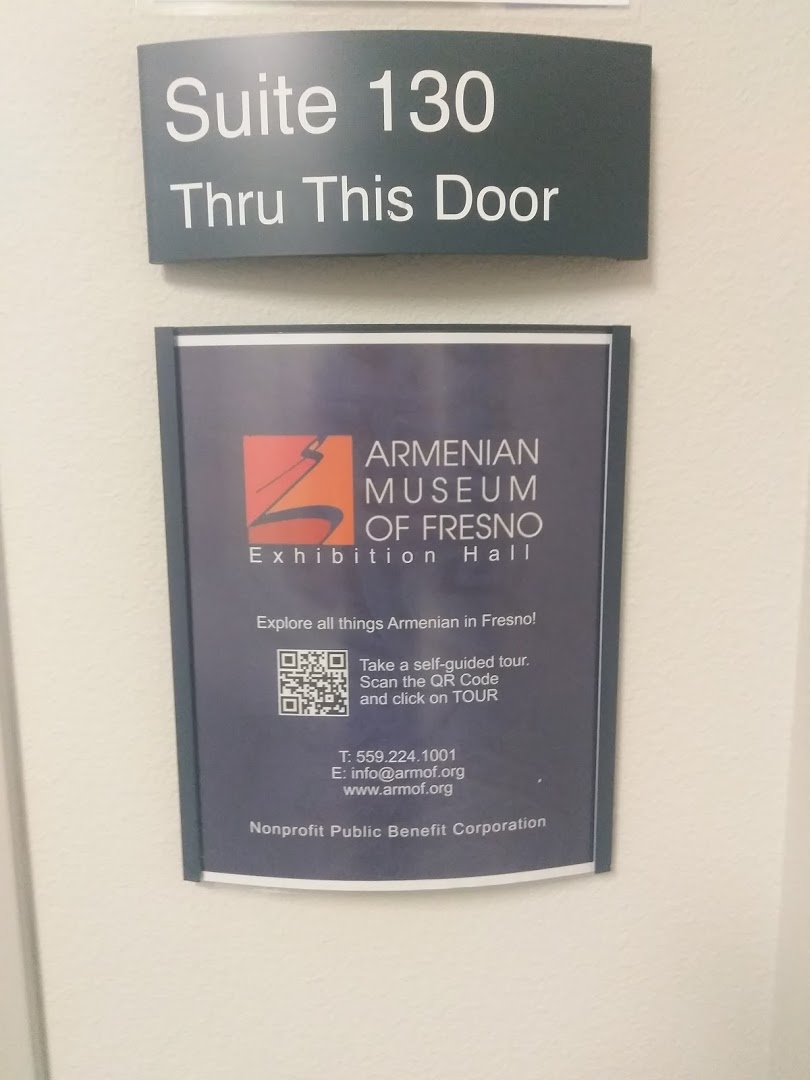 Suite 130
Thru This Door
ARMENIAN
MUSEUM
OF FRESNO
Exhibition Hall
Explore all things Armenian in Fresno!
Take a self-guided tour.
Scan the QR Code
and click on TOUR
T: 559.224.1001
E: info@armof.org
www.armof.org
Nonprofit Public Benefit Corporation